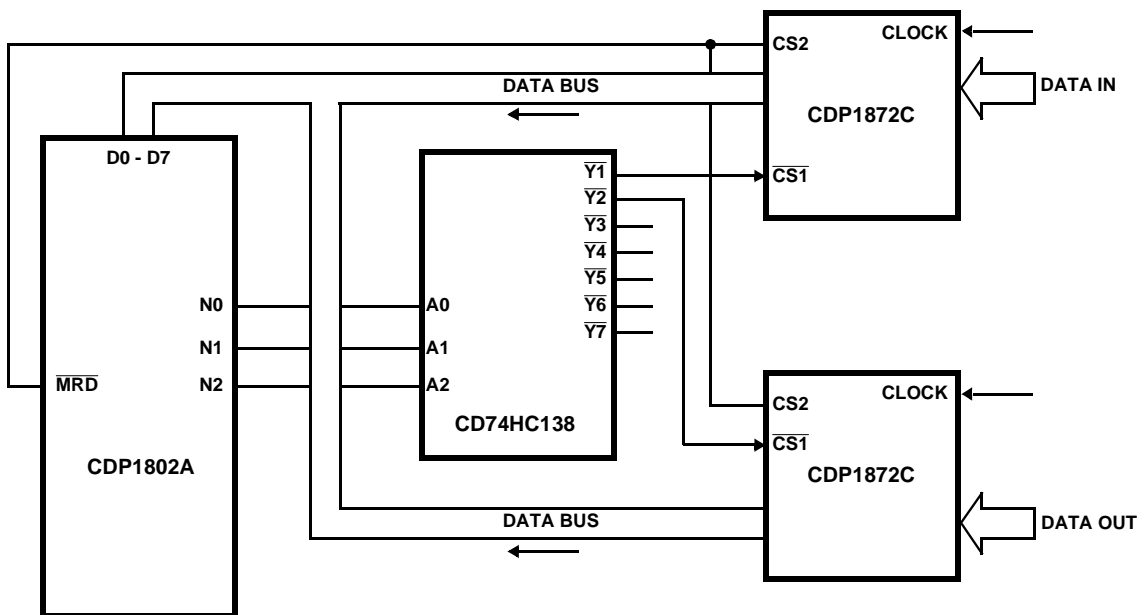 CS2
CLOCK
DATA BUS
DATA IN
CDP1872C
D0 - D7
Y1
CS1
Y2
Y3
Y4
Y5
Y6
Y7
N0
A0
N1
A1
MRD
N2
A2
CS2
CLOCK
CD74HC138
CS1
CDP1802A
CDP1872C
DATA BUS
DATA OUT